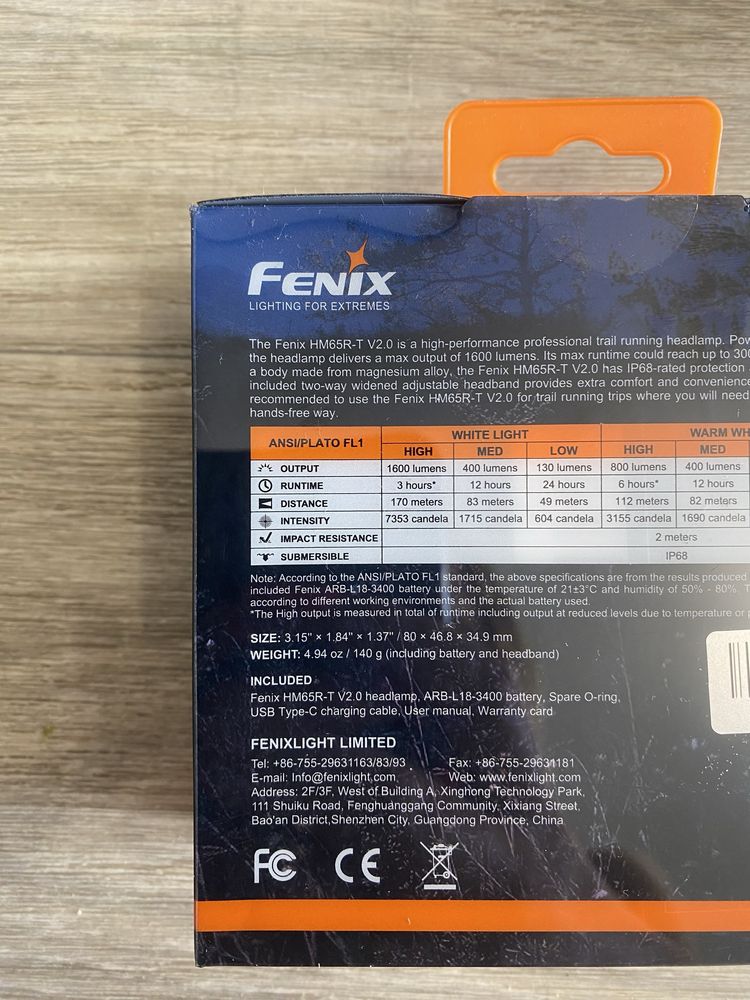 FENIX
LIGHTING FOR EXTREMES
The Fenix HM65R-T V2.0 is a high-performance professional trail running headlamp. Pow
the headlamp delivers a max output of 1600 lumens. Its max runtime could reach up to 300
a body made from magnesium alloy, the Fenix HM65R-T V2.0 has IP68-rated protection a
included two-way widened adjustable headband provides extra comfort and convenience
recommended to use the Fenix HM65R-T V2.0 for trail running trips where you will need
hands-free way.
ANSI/PLATO FL1 WHITE LIGHT WARM WH
HIGH MED LOW HIGH MED
OUTPUT 1600 lumens 400 lumens 130 lumens 800 lumens 400 lumens
RUNTIME 3 hours* 12 hours 24 hours 6 hours* 12 hours
DISTANCE 170 meters 83 meters 49 meters 112 meters 82 meters
INTENSITY 7353 candela 1715 candela 604 candela 3155 candela 1690 candela
IMPACT RESISTANCE 2 meters
SUBMERSIBLE IP68
Note: According to the ANSI/PLATO FL1 standard, the above specifications are from the results produced
included Fenix ARB-L18-3400 battery under the temperature of 21±3°C and humidity of 50% - 80%. T
according to different working environments and the actual battery used.
*The High output is measured in total of runtime including output at reduced levels due to temperature or
SIZE: 3.15" × 1.84" × 1.37" / 80 × 46.8 × 34.9 mm
WEIGHT: 4.94 oz / 140 g (including battery and headband)
INCLUDED
Fenix HM65R-T V2.0 headlamp, ARB-L18-3400 battery, Spare O-ring,
USB Type-C charging cable, User manual, Warranty card
FENIXLIGHT LIMITED
Tel: +86-755-29631163/83/93 Fax: +86-755-29631181
E-mail: Info@fenixlight.com Web: www.fenixlight.com
Address: 2F/3F, West of Building A, Xinghong Technology Park,
111 Shuiku Road, Fenghuanggang Community, Xixiang Street,
Bao'an District,Shenzhen City, Guangdong Province, China
FC CE